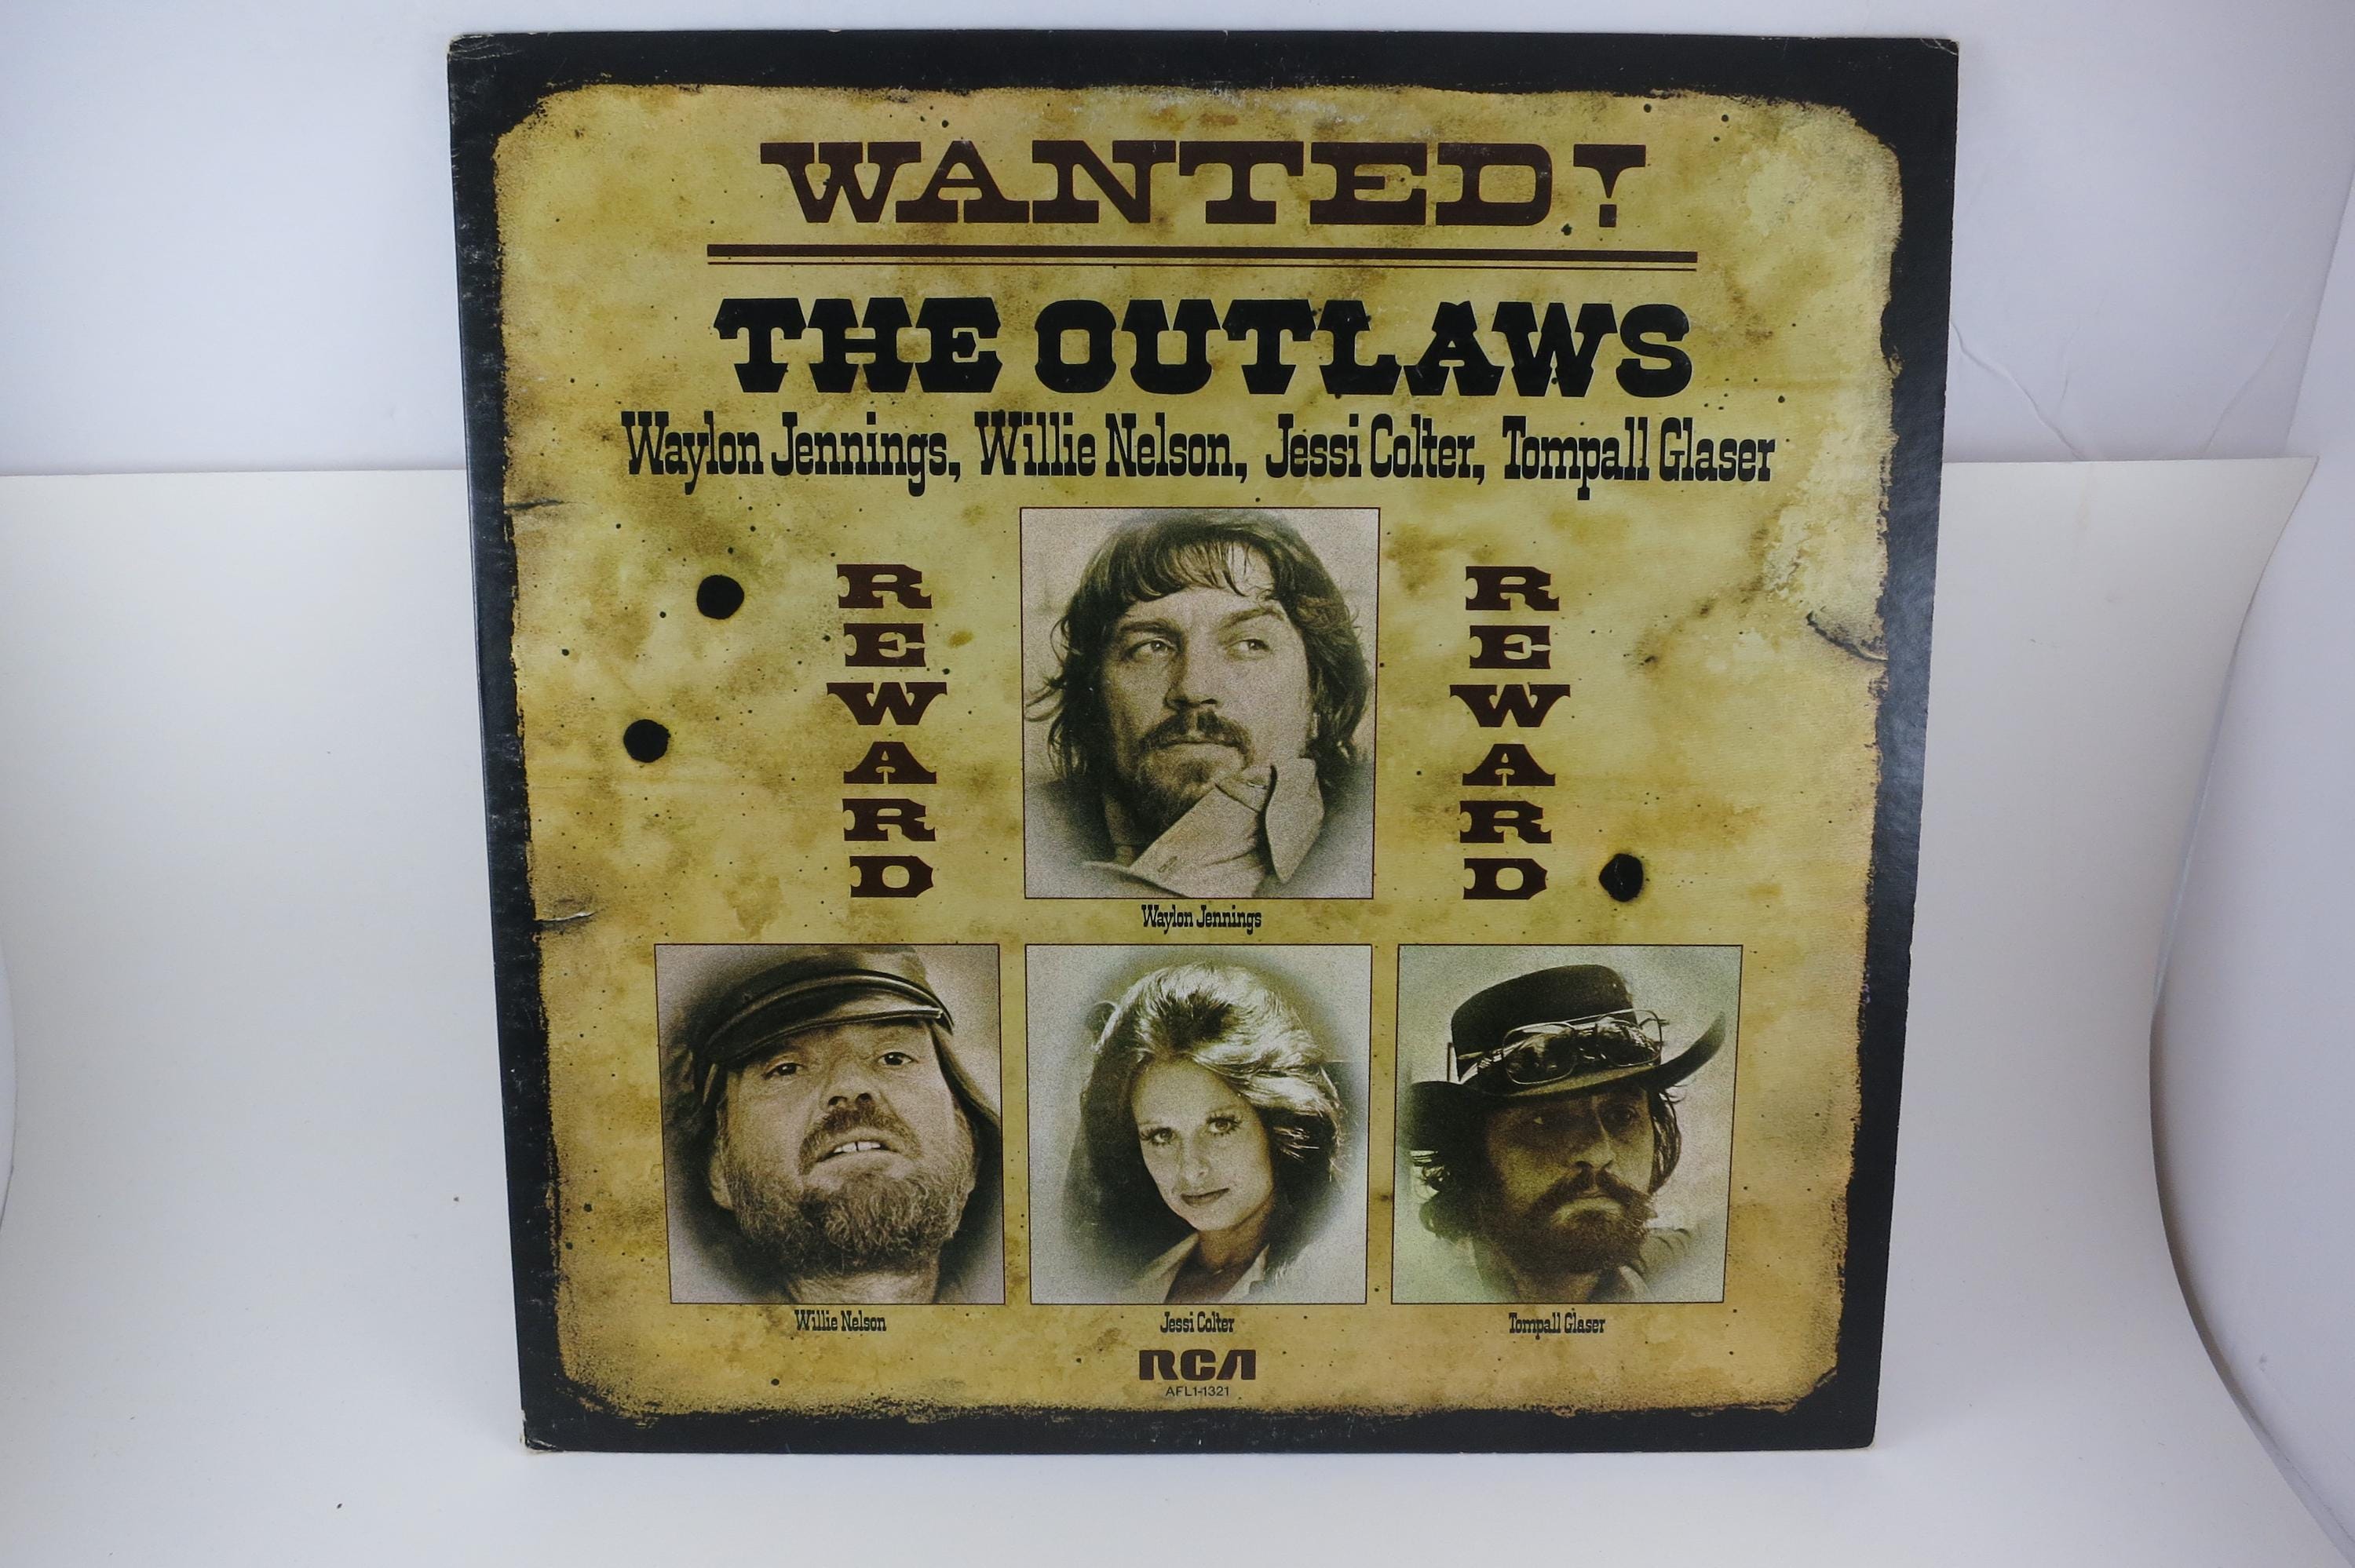 WANTED!
THE OUTLAWS
Waylon Jennings, Willie Nelson, Jessi Colter, Tompall Glaser
REWARD
REWARD
Waylon Jennings
Willie Nelson
Jessi Colter
Tompall Glaser
RCA
AFL1-1321